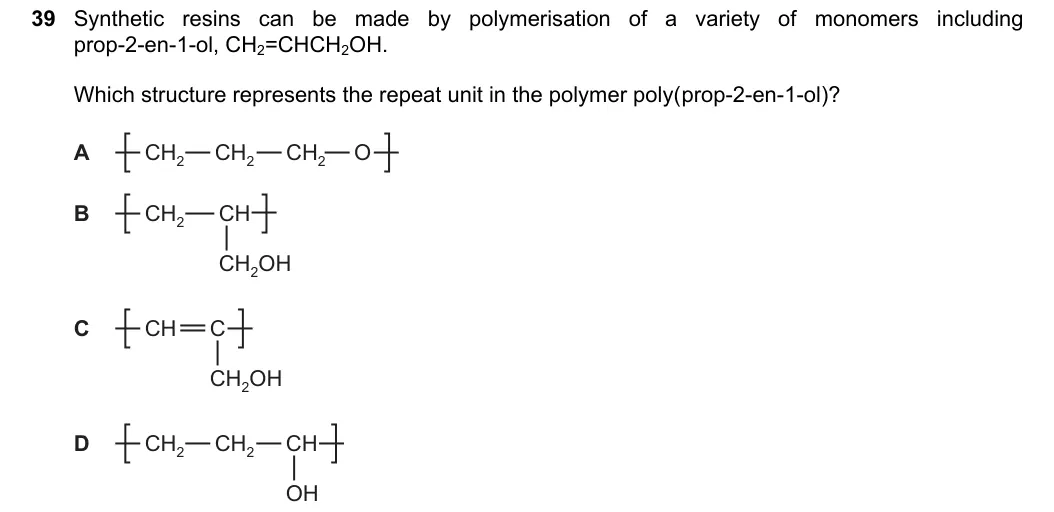 39 Synthetic resins can be made by polymerisation of a variety of monomers including
prop-2-en-1-ol, CH₂=CHCH₂OH.
Which structure represents the repeat unit in the polymer poly(prop-2-en-1-ol)?
A [CH₂—CH₂—CH₂—O]
B [CH₂—CH]
CH₂OH
C [CH=C]
CH₂OH
D [CH₂—CH₂—CH]
OH